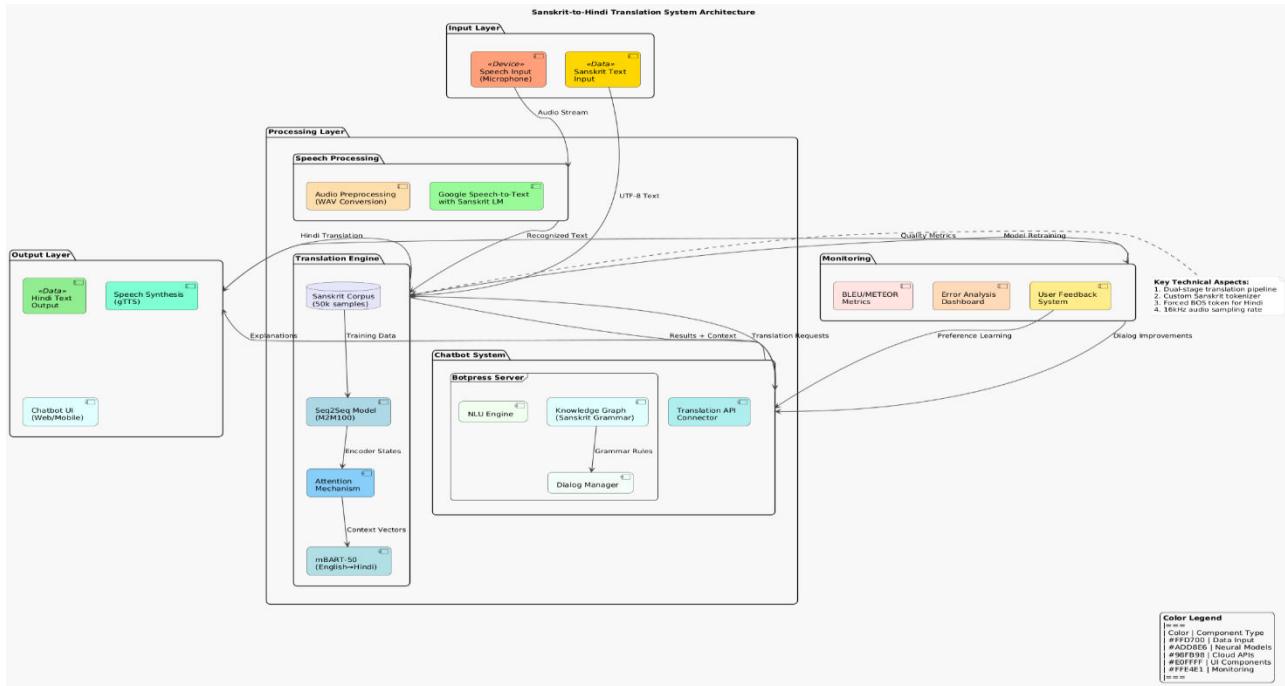 Sanskrit-to-Hindi Translation System Architecture
Input Layer
«Device»
Speech Input
(Microphone)
«Data»
Sanskrit Text
Input
Audio Stream
Processing Layer
Speech Processing
Audio Preprocessing
(WAV Conversion)
Google Speech-to-Text
with Sanskrit LM
UTF-8 Text
Hindi Translation
Recognized Text
Quality Metrics
Model Retraining
Output Layer
«Data»
Hindi Text
Output
Speech Synthesis
(gTTS)
Chatbot UI
(Web/Mobile)
Explanations
Translation Engine
Sanskrit Corpus
(50k samples)
Training Data
Seq2Seq Model
(M2M100)
Encoder States
Attention
Mechanism
Context Vectors
mBART-50
(English→Hindi)
Results + Context
Translation Requests
Chatbot System
Botpress Server
NLU Engine
Knowledge Graph
(Sanskrit Grammar)
Grammar Rules
Dialog Manager
Translation API
Connector
Monitoring
BLEU/METEOR
Metrics
Error Analysis
Dashboard
User Feedback
System
Preference Learning
Dialog Improvements
Key Technical Aspects:
1. Dual-stage translation pipeline
2. Custom Sanskrit tokenizer
3. Forced BOS token for Hindi
4. 16kHz audio sampling rate
Color Legend
|===
| Color | Component Type
| #FFD700 | Data Input
| #ADD8E6 | Neural Models
| #98FB98 | Cloud APIs
| #E0FFFF | UI Components
| #FFE4E1 | Monitoring
|===